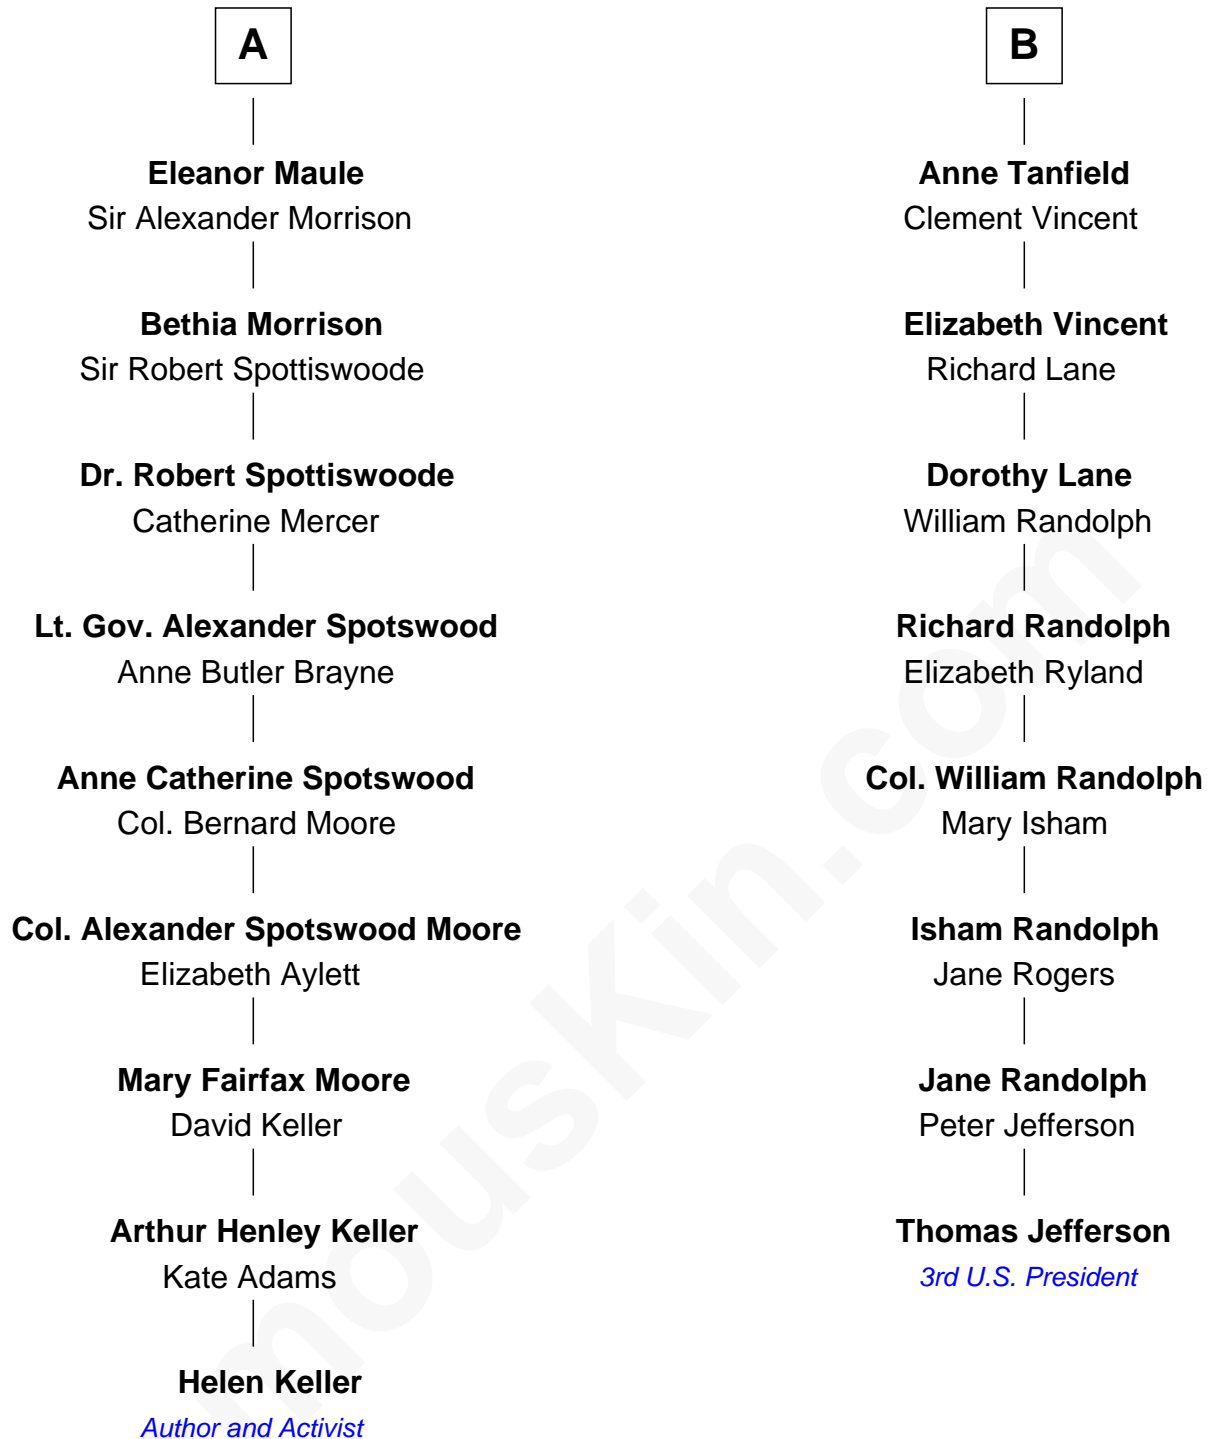 A
Eleanor Maule
Sir Alexander Morrison
Bethia Morrison
Sir Robert Spottiswoode
Dr. Robert Spottiswoode
Catherine Mercer
Lt. Gov. Alexander Spotswood
Anne Butler Brayne
Anne Catherine Spotswood
Col. Bernard Moore
Col. Alexander Spotswood Moore
Elizabeth Aylett
Mary Fairfax Moore
David Keller
Arthur Henley Keller
Kate Adams
Helen Keller
Author and Activist
B
Anne Tanfield
Clement Vincent
Elizabeth Vincent
Richard Lane
Dorothy Lane
William Randolph
Richard Randolph
Elizabeth Ryland
Col. William Randolph
Mary Isham
Isham Randolph
Jane Rogers
Jane Randolph
Peter Jefferson
Thomas Jefferson
3rd U.S. President
mousKin.com